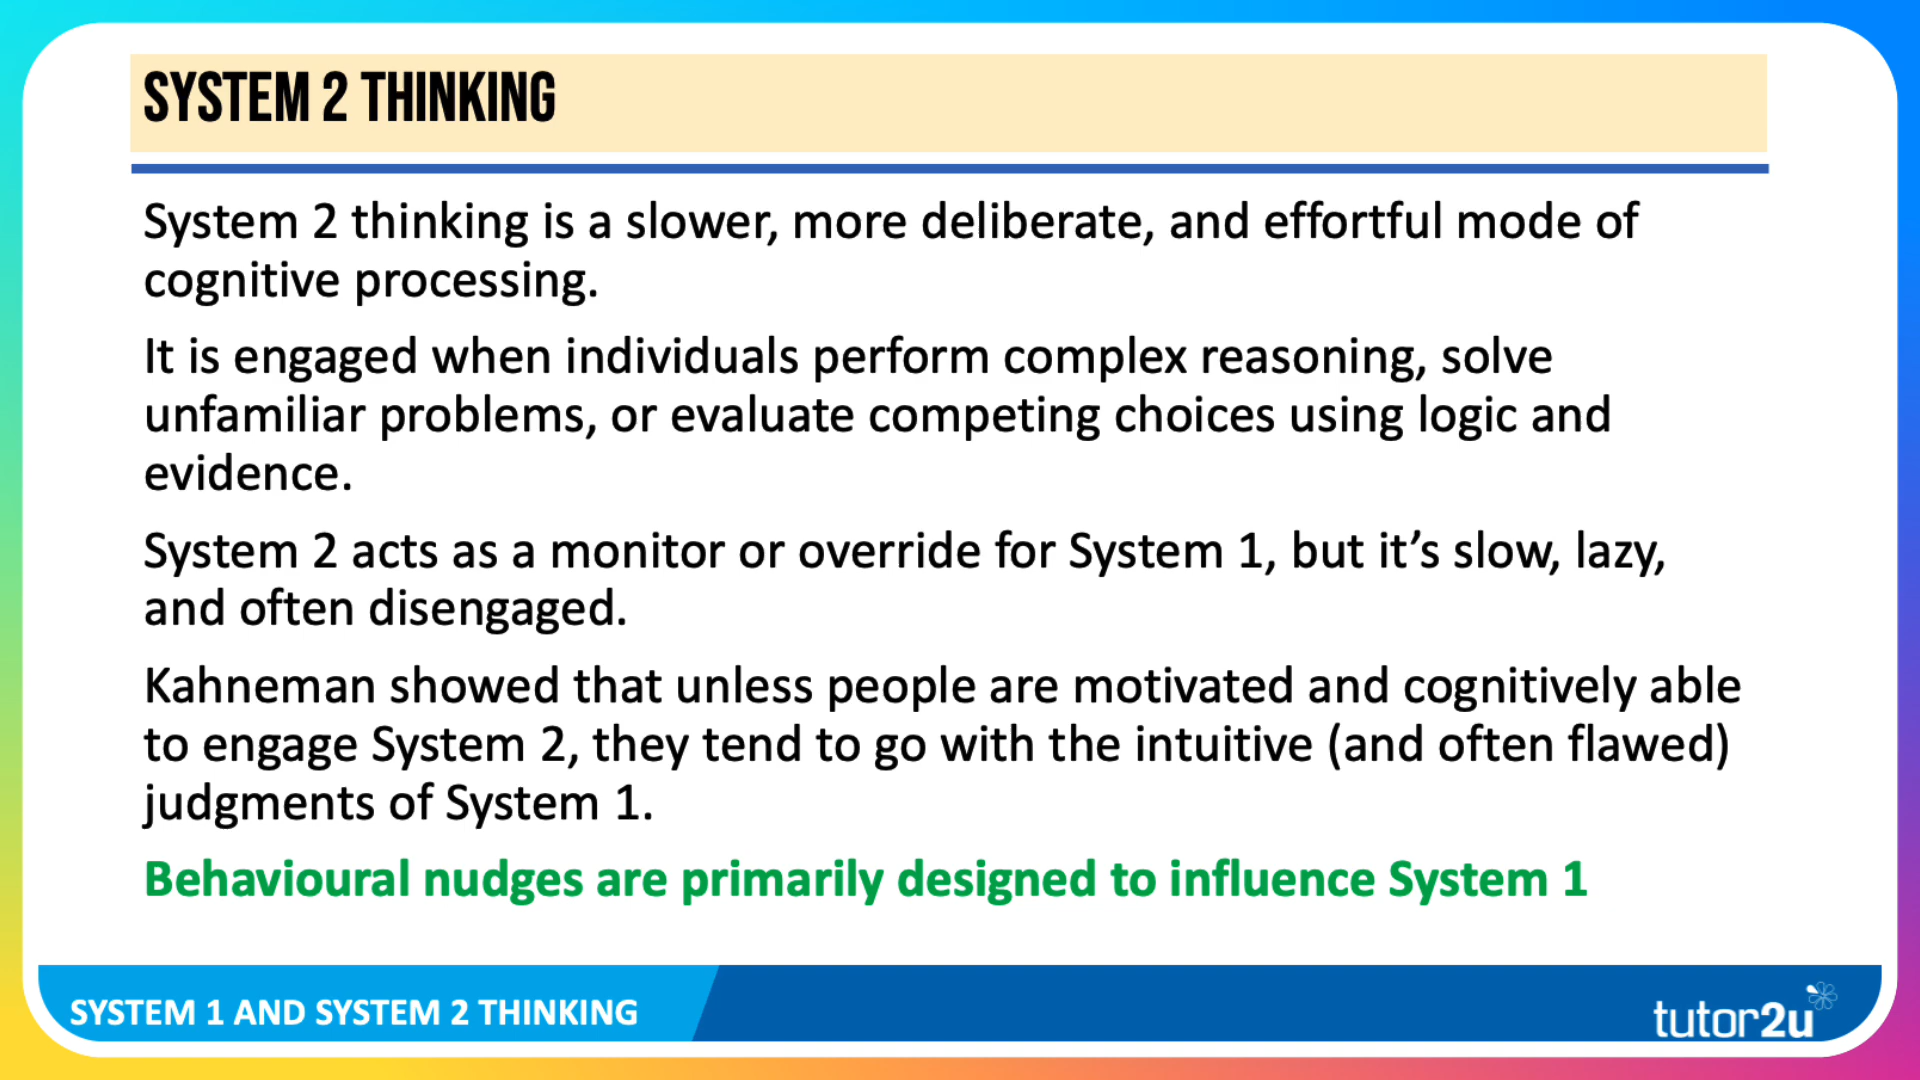 SYSTEM 2 THINKING
System 2 thinking is a slower, more deliberate, and effortful mode of
cognitive processing.
It is engaged when individuals perform complex reasoning, solve
unfamiliar problems, or evaluate competing choices using logic and
evidence.
System 2 acts as a monitor or override for System 1, but it’s slow, lazy,
and often disengaged.
Kahneman showed that unless people are motivated and cognitively able
to engage System 2, they tend to go with the intuitive (and often flawed)
judgments of System 1.
Behavioural nudges are primarily designed to influence System 1
SYSTEM 1 AND SYSTEM 2 THINKING
tutor2u